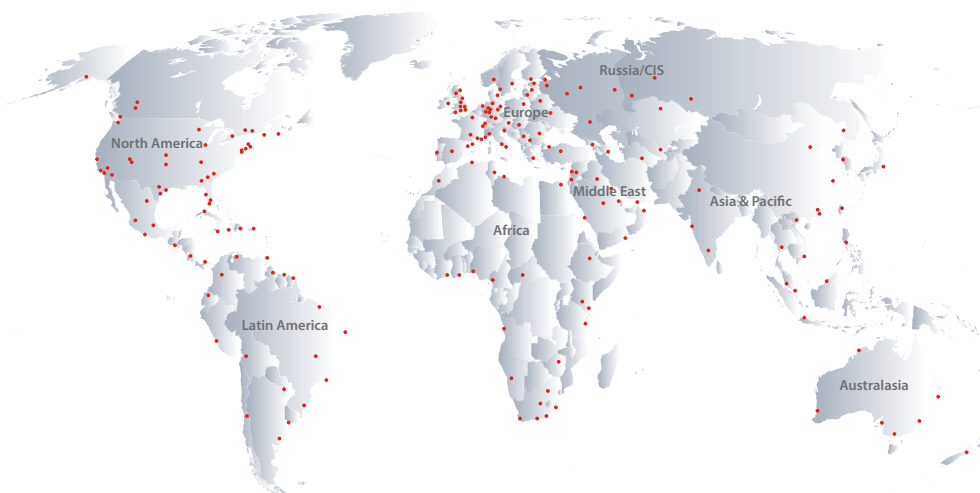 Russia/CIS
Europe
North America
Middle East
Asia & Pacific
Africa
Latin America
Australasia